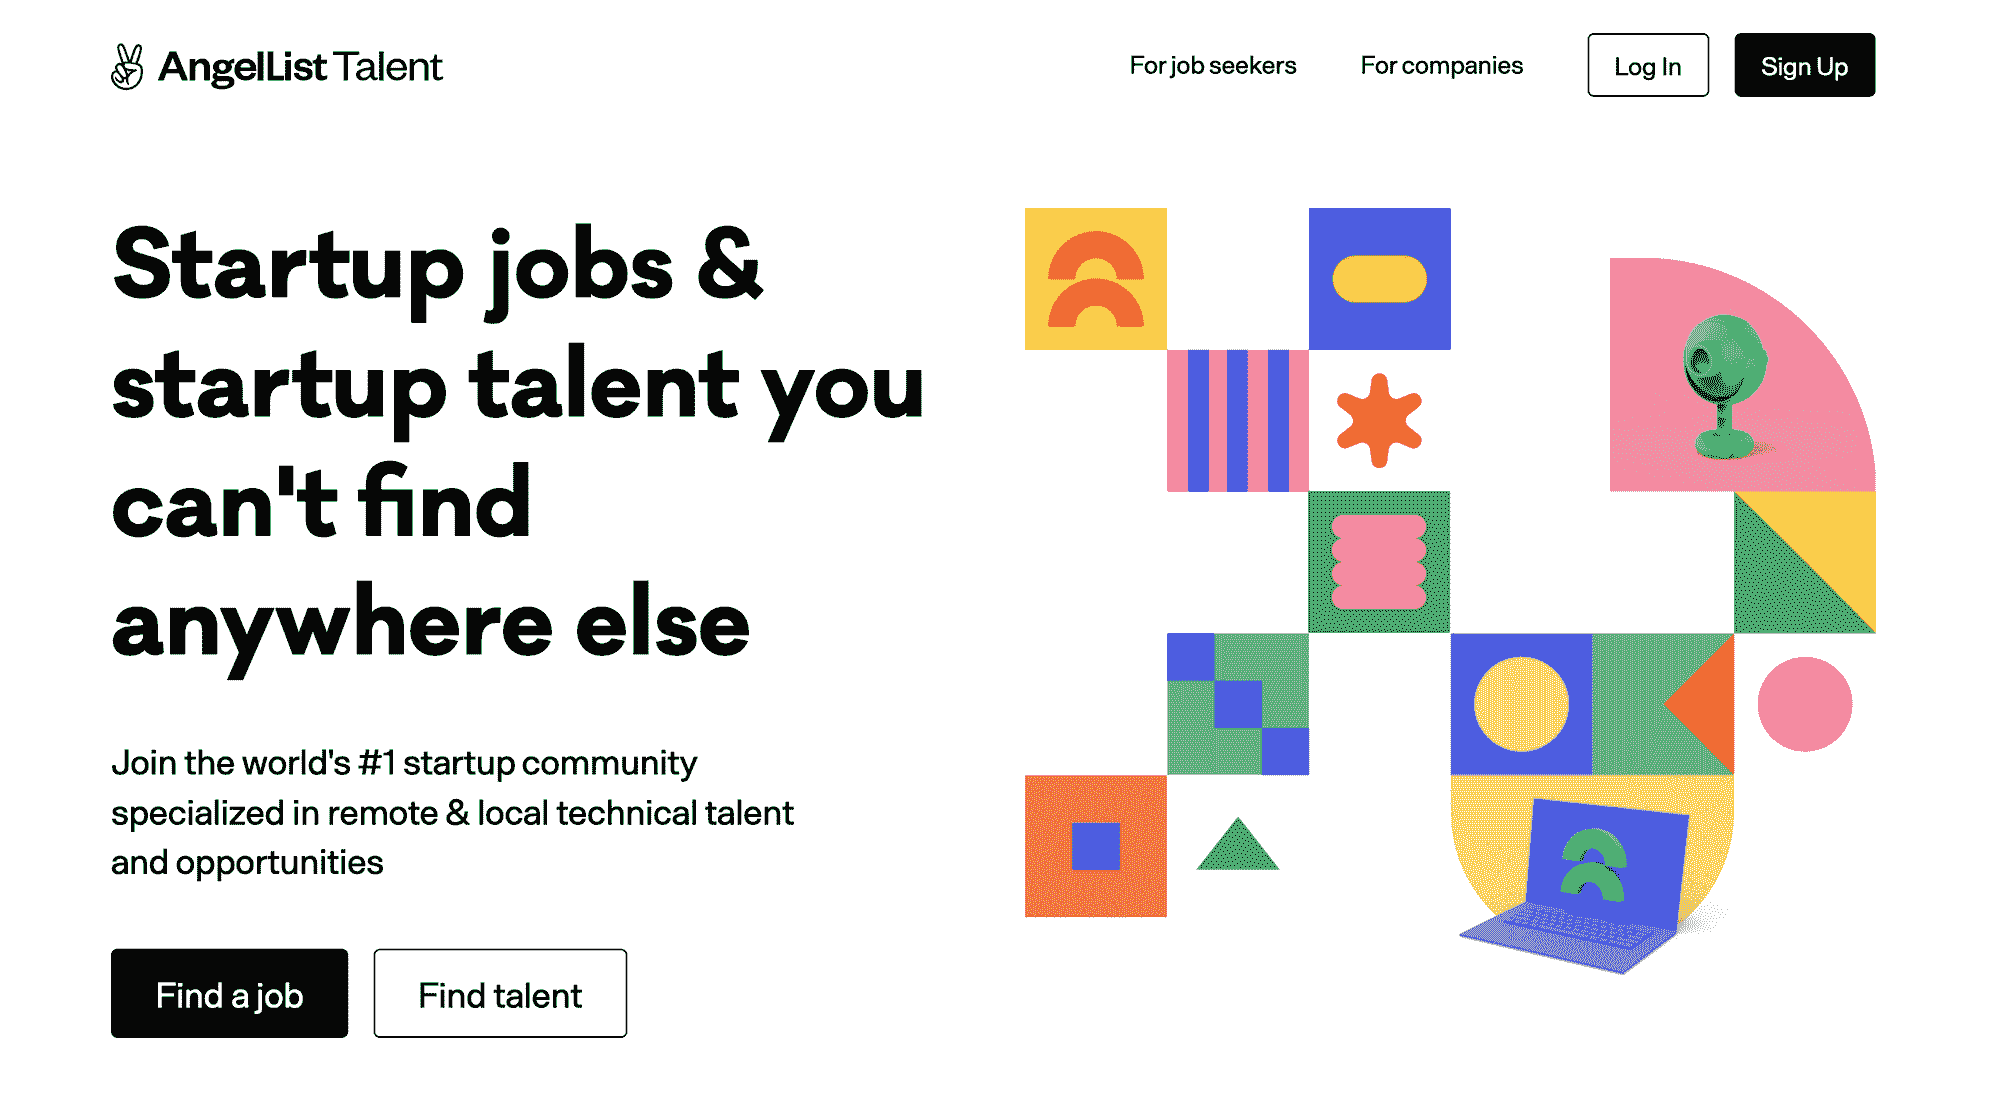 AngelList Talent
For job seekers
For companies
Log In
Sign Up
Startup jobs &
startup talent you
can't find
anywhere else
Join the world's #1 startup community
specialized in remote & local technical talent
and opportunities
Find a job
Find talent